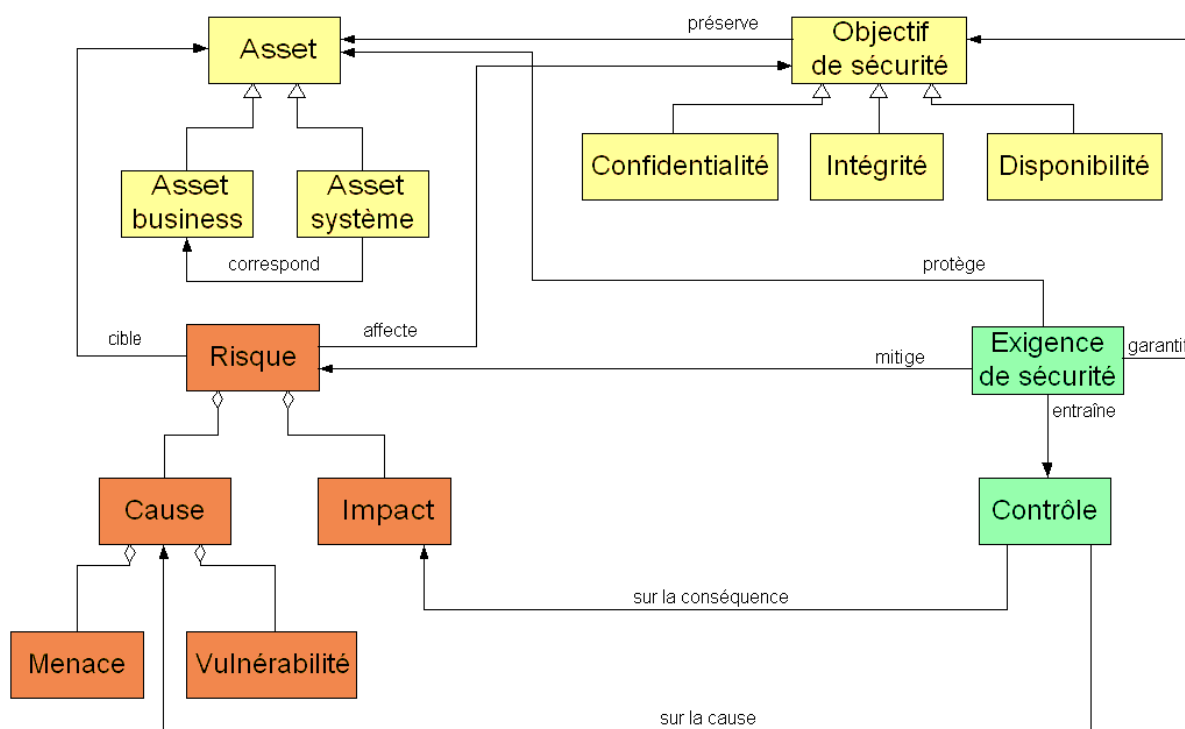 préserve
Asset
Objectif
de sécurité
Confidentialité
Intégrité
Disponibilité
Asset
business
Asset
système
correspond
protège
cible
affecte
Risque
mitige
Exigence
de sécurité
garantit
entraîne
Cause
Impact
Contrôle
sur la conséquence
Menace
Vulnérabilité
sur la cause